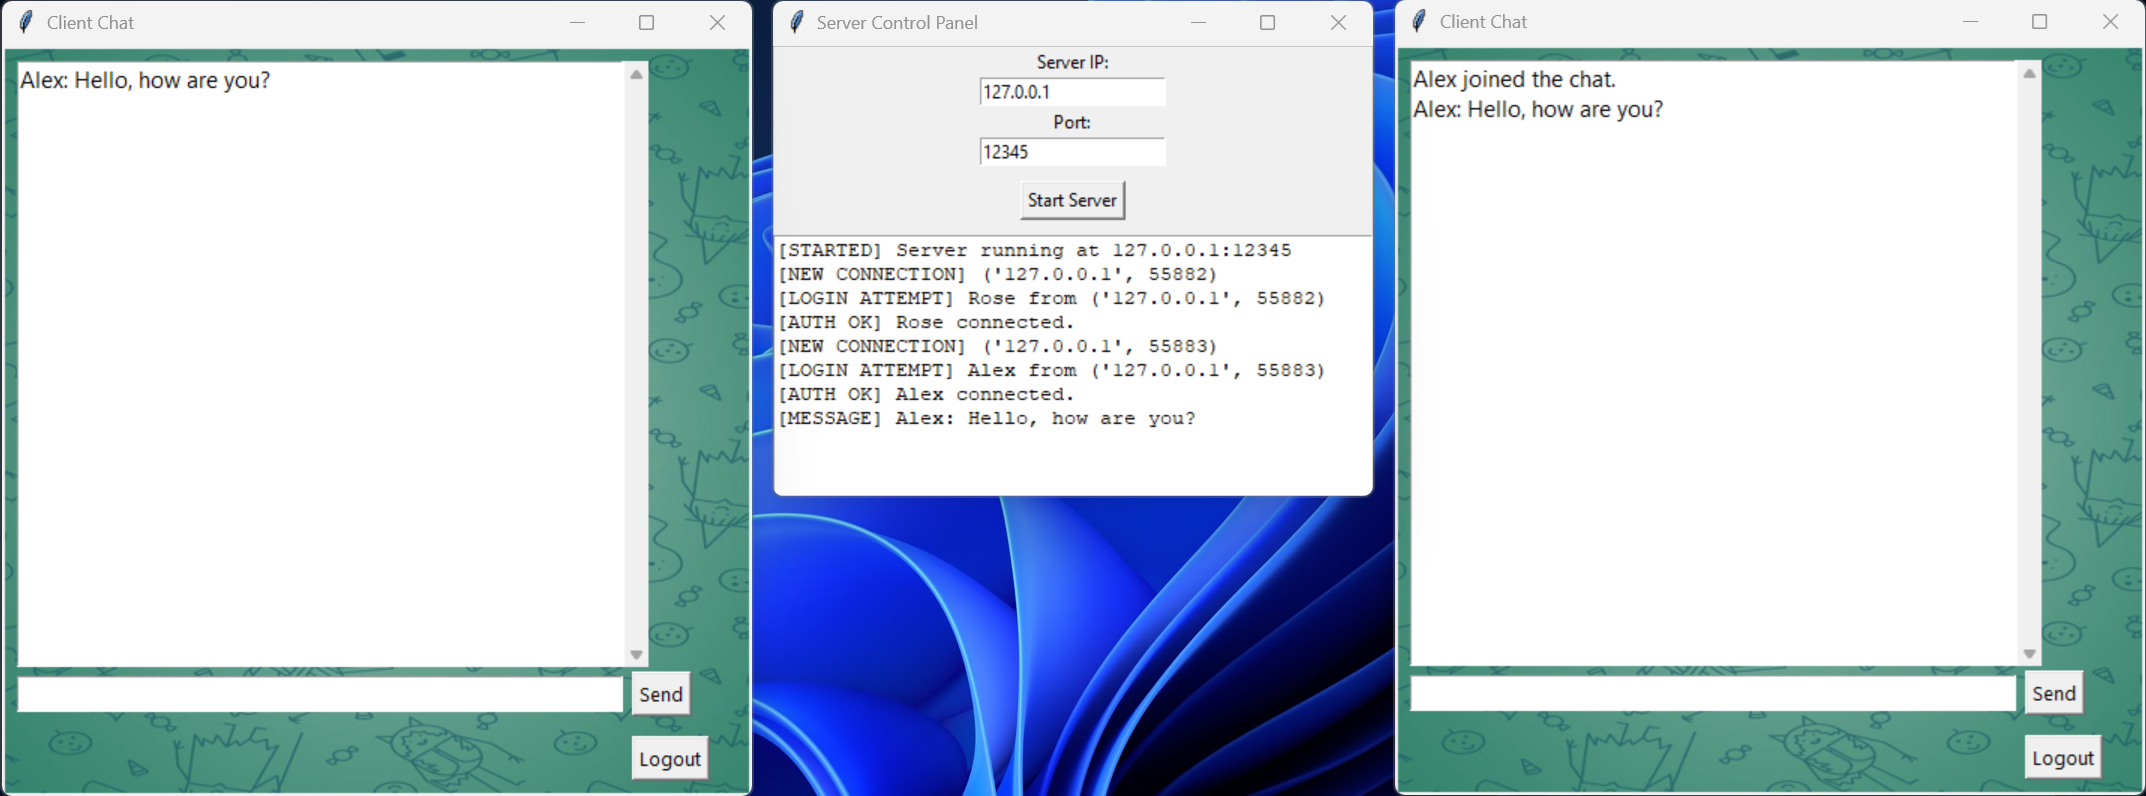 Client Chat
Alex: Hello, how are you?
Send
Logout
Server Control Panel
Server IP:
127.0.0.1
Port:
12345
Start Server
[STARTED] Server running at 127.0.0.1:12345
[NEW CONNECTION] ('127.0.0.1', 55882)
[LOGIN ATTEMPT] Rose from ('127.0.0.1', 55882)
[AUTH OK] Rose connected.
[NEW CONNECTION] ('127.0.0.1', 55883)
[LOGIN ATTEMPT] Alex from ('127.0.0.1', 55883)
[AUTH OK] Alex connected.
[MESSAGE] Alex: Hello, how are you?
Client Chat
Alex joined the chat.
Alex: Hello, how are you?
Send
Logout